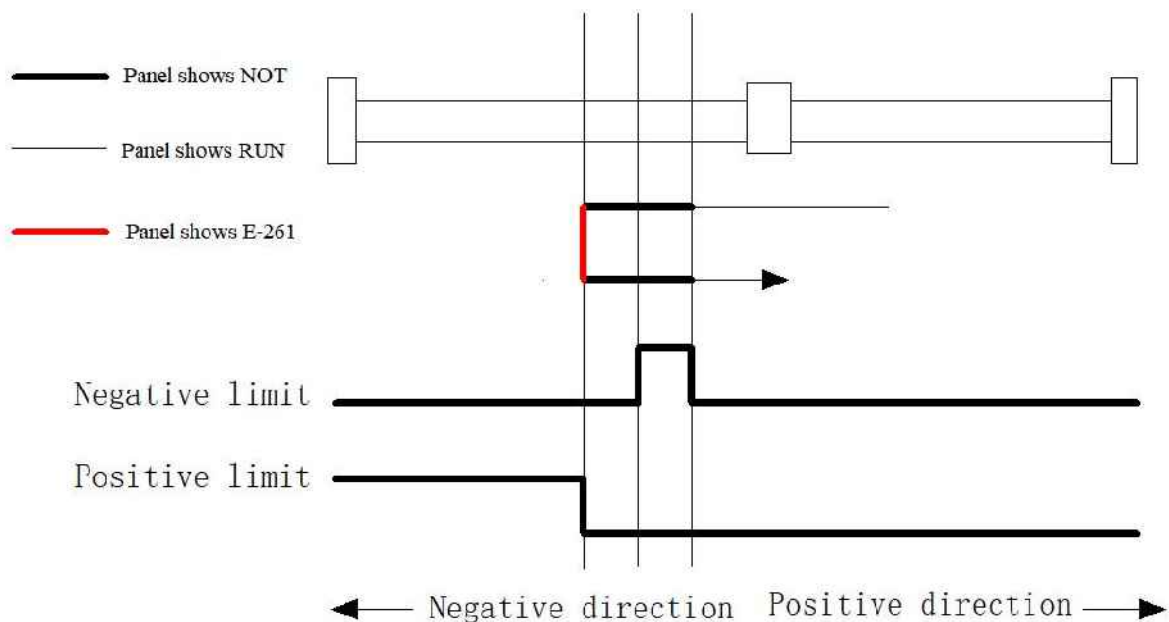 Panel shows NOT
Panel shows RUN
Panel shows E-261
Negative limit
Positive limit
Negative direction
Positive direction